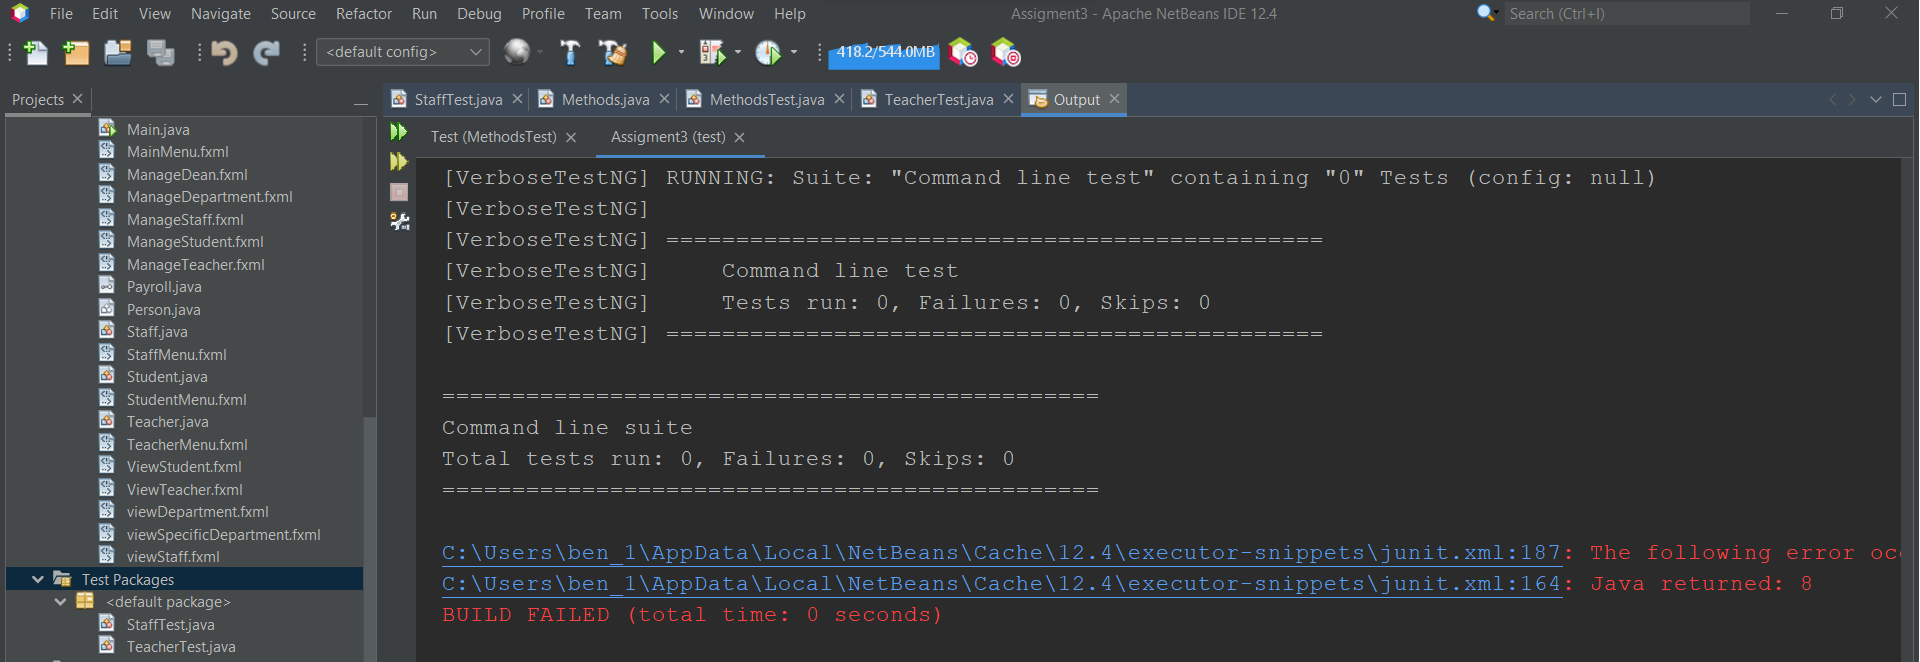 File Edit View Navigate Source Refactor Run Debug Profile Team Tools Window Help Assigment3 - Apache NetBeans IDE 12.4 Search (Ctrl+I)
<default config> 418.2/544.0MB
Projects StaffTest.java Methods.java MethodsTest.java TeacherTest.java Output
Main.java
MainMenu.fxml
ManageDean.fxml
ManageDepartment.fxml
ManageStaff.fxml
ManageStudent.fxml
ManageTeacher.fxml
Payroll.java
Person.java
Staff.java
StaffMenu.fxml
Student.java
StudentMenu.fxml
Teacher.java
TeacherMenu.fxml
ViewStudent.fxml
ViewTeacher.fxml
viewDepartment.fxml
viewSpecificDepartment.fxml
viewStaff.fxml
Test Packages
<default package>
StaffTest.java
TeacherTest.java
Test (MethodsTest) Assigment3 (test)
[VerboseTestNG] RUNNING: Suite: "Command line test" containing "0" Tests (config: null)
[VerboseTestNG]
[VerboseTestNG] ===============================================
[VerboseTestNG] Command line test
[VerboseTestNG] Tests run: 0, Failures: 0, Skips: 0
[VerboseTestNG] ===============================================
===============================================
Command line suite
Total tests run: 0, Failures: 0, Skips: 0
===============================================
C:\Users\ben_1\AppData\Local\NetBeans\Cache\12.4\executor-snippets\junit.xml:187: The following error occ
C:\Users\ben_1\AppData\Local\NetBeans\Cache\12.4\executor-snippets\junit.xml:164: Java returned: 8
BUILD FAILED (total time: 0 seconds)